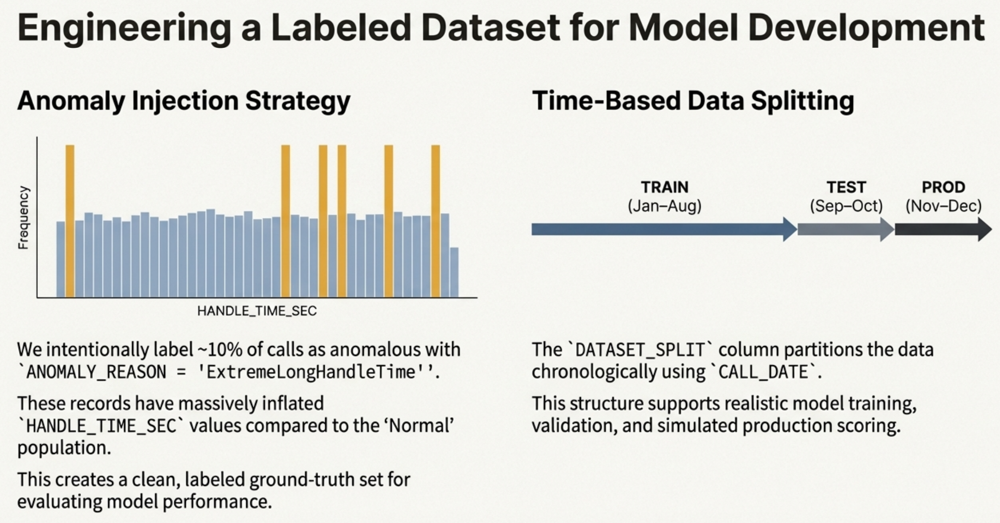 Engineering a Labeled Dataset for Model Development
Anomaly Injection Strategy
Frequency
HANDLE_TIME_SEC
We intentionally label ~10% of calls as anomalous with
`ANOMALY_REASON = 'ExtremeLongHandleTime'’.
These records have massively inflated
`HANDLE_TIME_SEC` values compared to the ‘Normal’
population.
This creates a clean, labeled ground-truth set for
evaluating model performance.
Time-Based Data Splitting
TRAIN
(Jan–Aug)
TEST
(Sep–Oct)
PROD
(Nov–Dec)
The `DATASET_SPLIT` column partitions the data
chronologically using `CALL_DATE`.
This structure supports realistic model training,
validation, and simulated production scoring.